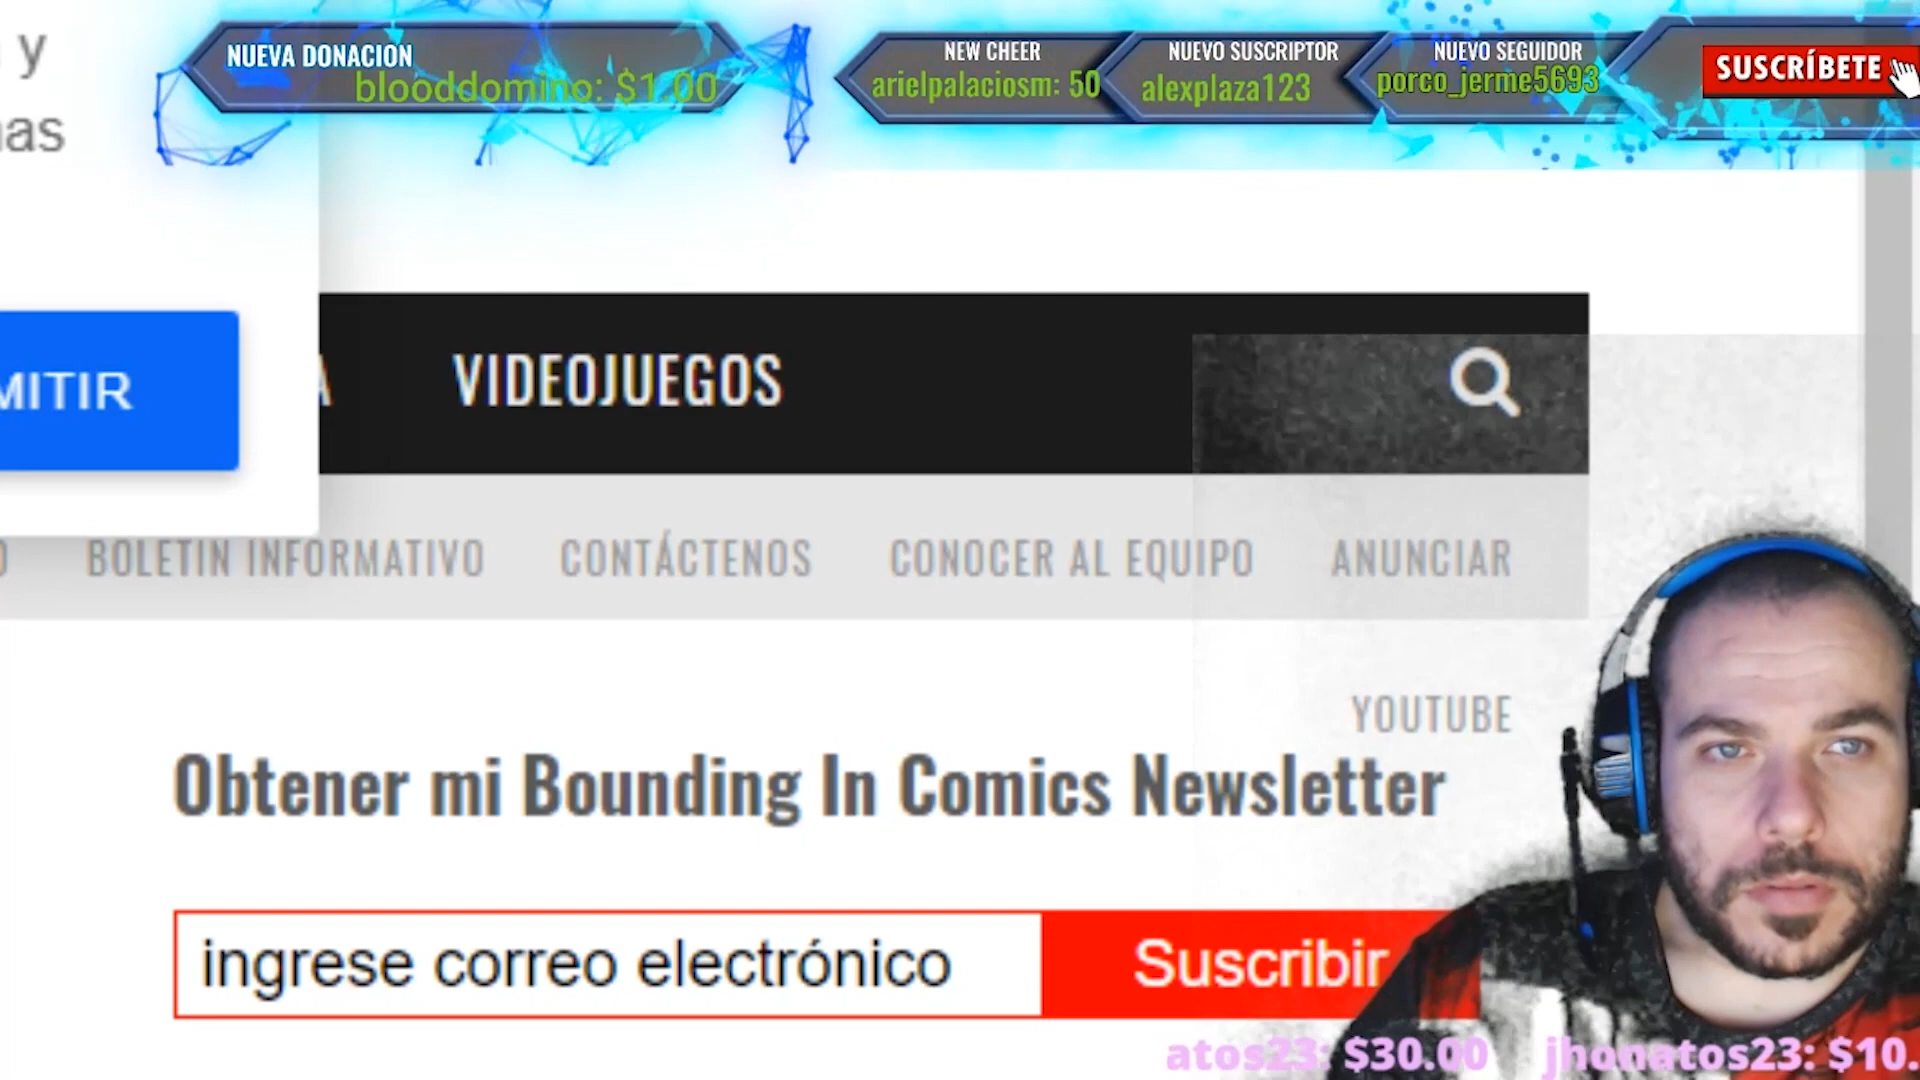 y
NUEVA DONACION
blooddomino: $1.00
NEW CHEER
arielpalaciosm: 50
NUEVO SUSCRIPTOR
alexplaza123
NUEVO SEGUIDOR
porco_jerme5693
SUSCRÍBETE
as
MITIR
A VIDEOJUEGOS
BOLETIN INFORMATIVO CONTÁCTENOS CONOCER AL EQUIPO ANUNCIAR
YOUTUBE
Obtener mi Bounding In Comics Newsletter
ingrese correo electrónico Suscribir
atos23: $30.00 jhonatos23: $10.